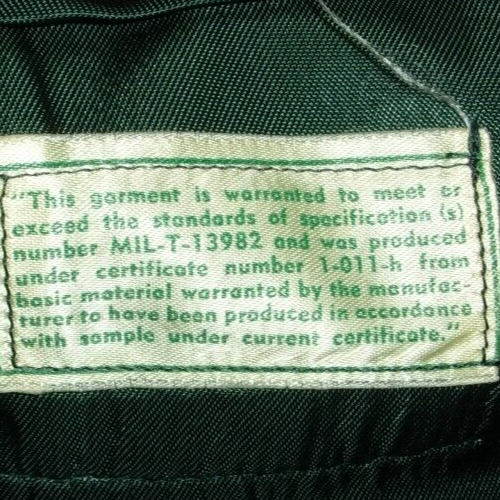 "This garment is warranted to meet or
exceed the standards of specification (s)
number MIL-T-13982 and was produced
under certificate number 1-011-h from
basic material warranted by the manufac-
turer to have been produced in accordance
with sample under current certificate."